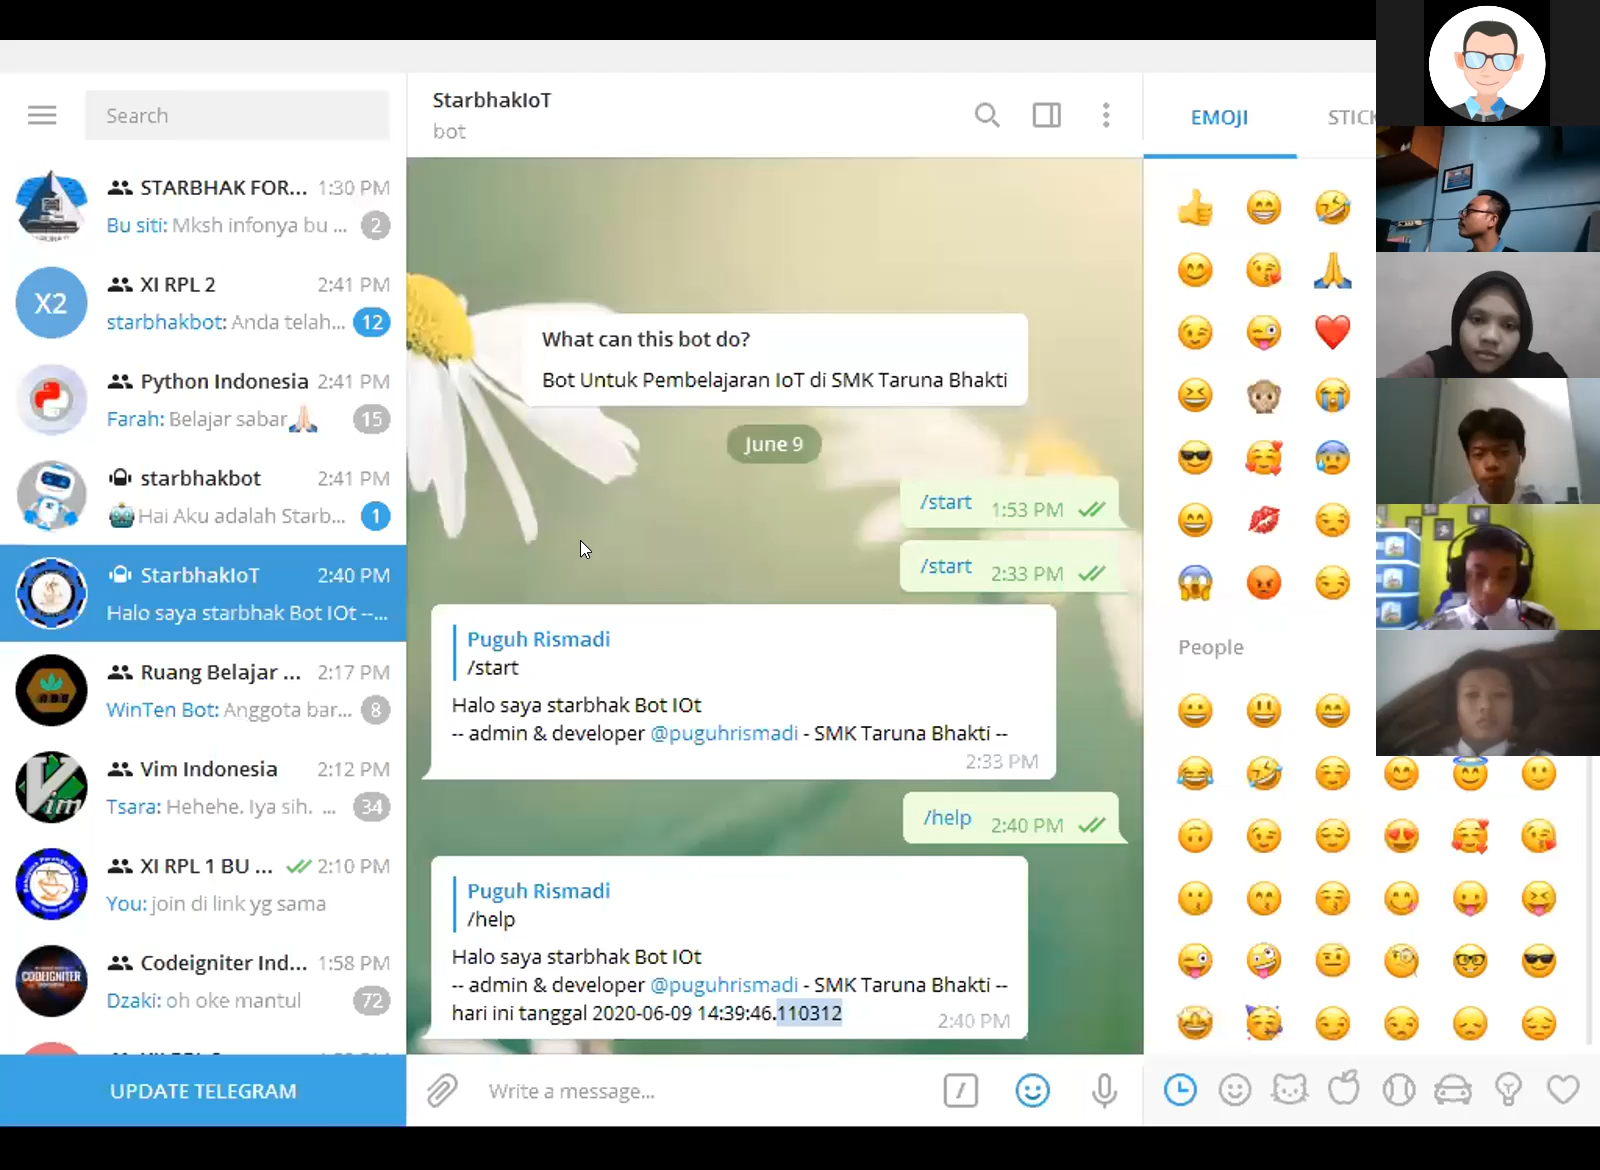 Search
STARBHAK FOR... 1:30 PM
Bu siti: Mksh infonya bu ... 2
X2
XI RPL 2 2:41 PM
starbhakbot: Anda telah... 12
Python Indonesia 2:41 PM
Farah: Belajar sabar🙏🏻 15
starbhakbot 2:41 PM
🤖Hai Aku adalah Starb... 1
StarbhakIoT 2:40 PM
Halo saya starbhak Bot IOt --...
Ruang Belajar ... 2:17 PM
WinTen Bot: Anggota bar... 8
Vim Indonesia 2:12 PM
Vim
Tsara: Hehehe. Iya sih. ... 34
XI RPL 1 BU ... 2:10 PM
You: join di link yg sama
Codeigniter Ind... 1:58 PM
CODEIGNITER
Dzaki: oh oke mantul 72
UPDATE TELEGRAM
StarbhakIoT
bot
What can this bot do?
Bot Untuk Pembelajaran IoT di SMK Taruna Bhakti
June 9
/start 1:53 PM
/start 2:33 PM
Puguh Rismadi
/start
Halo saya starbhak Bot IOt
-- admin & developer @puguhrismadi - SMK Taruna Bhakti --
2:33 PM
/help 2:40 PM
Puguh Rismadi
/help
Halo saya starbhak Bot IOt
-- admin & developer @puguhrismadi - SMK Taruna Bhakti --
hari ini tanggal 2020-06-09 14:39:46.110312
2:40 PM
Write a message...
EMOJI STICK
People